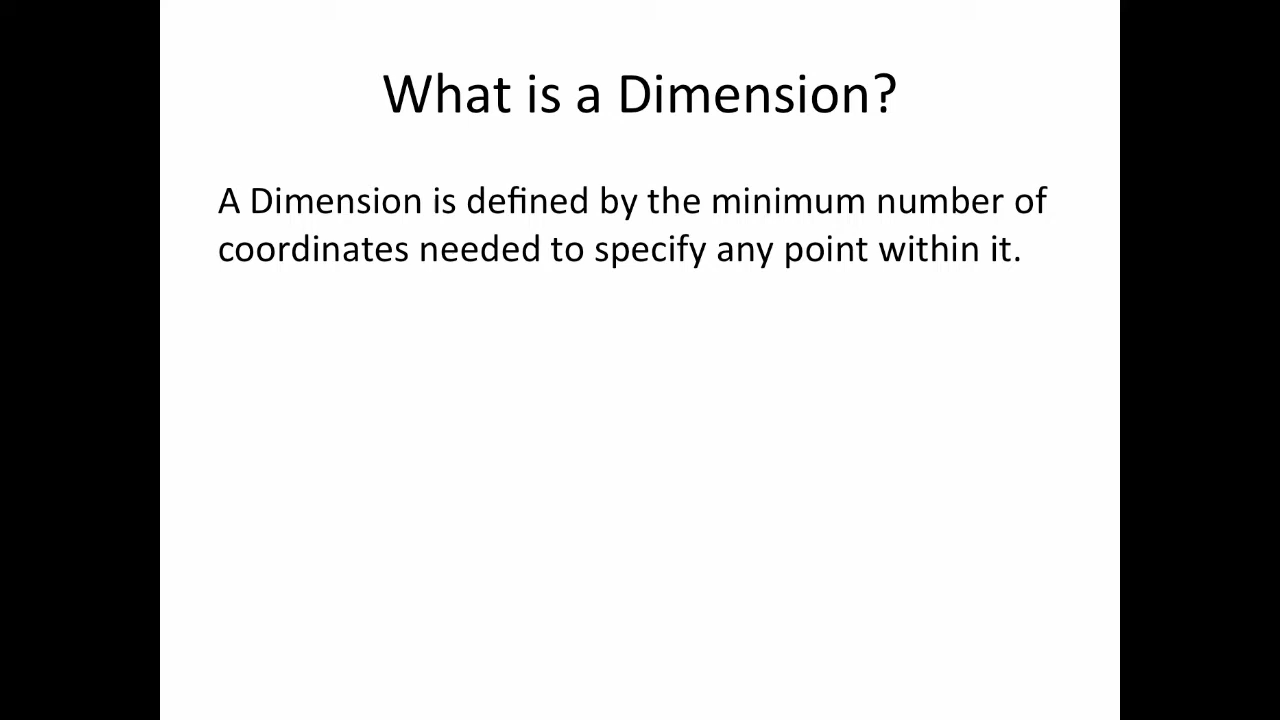 What is a Dimension?
A Dimension is defined by the minimum number of
coordinates needed to specify any point within it.